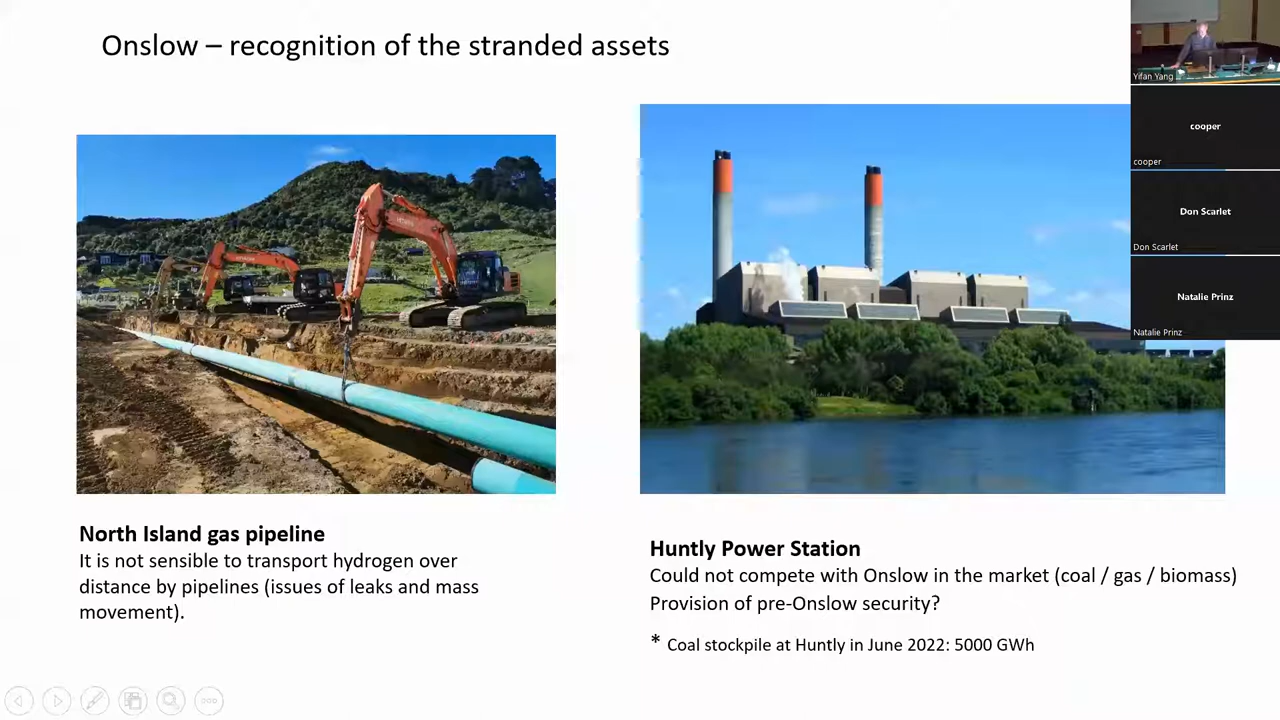 Onslow – recognition of the stranded assets
Yifan Yang
cooper
cooper
Don Scarlet
Don Scarlet
Natalie Prinz
Natalie Prinz
HITACHI
North Island gas pipeline
It is not sensible to transport hydrogen over
distance by pipelines (issues of leaks and mass
movement).
Huntly Power Station
Could not compete with Onslow in the market (coal / gas / biomass)
Provision of pre-Onslow security?
* Coal stockpile at Huntly in June 2022: 5000 GWh